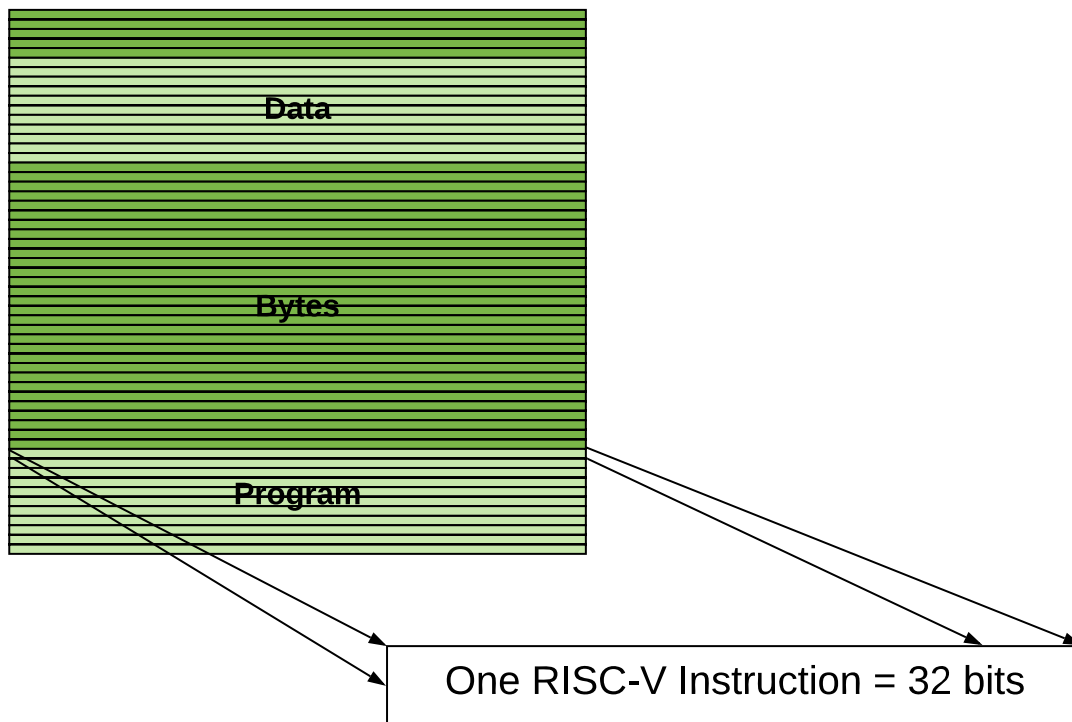 Data
Bytes
Program
One RISC-V Instruction = 32 bits